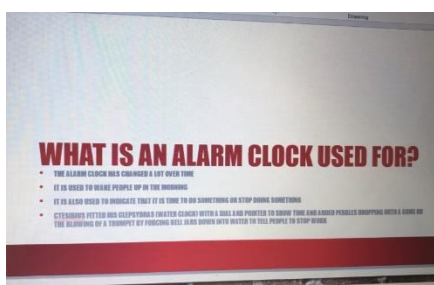 Drawing
WHAT IS AN ALARM CLOCK USED FOR?
• THE ALARM CLOCK HAS CHANGED A LOT OVER TIME
• IT IS USED TO WAKE PEOPLE UP IN THE MORNING
• IT IS ALSO USED TO INDICATE THAT IT IS TIME TO DO SOMETHING OR STOP DOING SOMETHING
• CTESIBIUS FITTED HIS CLEPSYDRAS (WATER CLOCK) WITH A DIAL AND POINTER TO SHOW TIME AND ADDED PEBBLES DROPPING ONTO A GONG OR
THE BLOWING OF A TRUMPET BY FORCING BELL JARS DOWN INTO WATER TO TELL PEOPLE TO STOP WORK